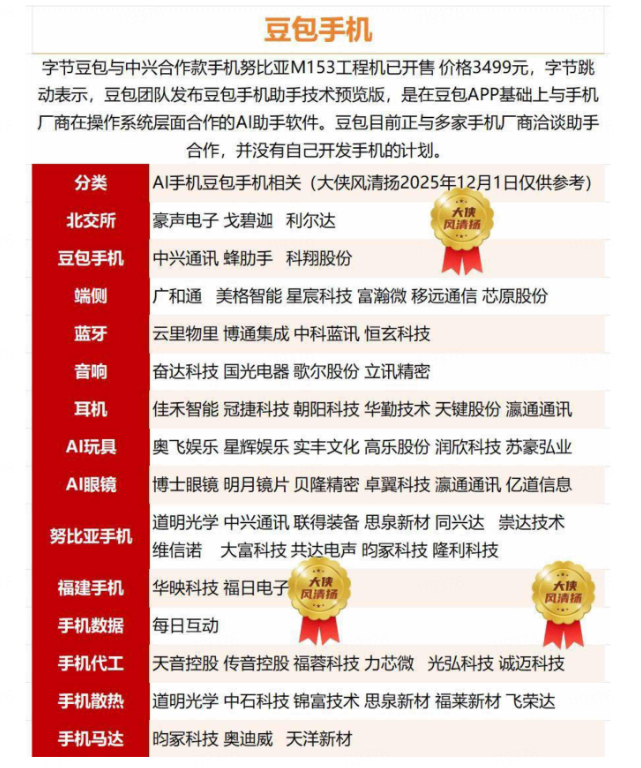 豆包手机
字节豆包与中兴合作款手机努比亚M153工程机已开售 价格3499元，字节跳
动表示，豆包团队发布豆包手机助手技术预览版，是在豆包APP基础上与手机
厂商在操作系统层面合作的AI助手软件。豆包目前正与多家手机厂商洽谈助手
合作，并没有自己开发手机的计划。
分类 AI手机豆包手机相关（大侠风清扬2025年12月1日仅供参考）
北交所 豪声电子 戈碧迦 利尔达
大侠
风清扬
豆包手机 中兴通讯 蜂助手 科翔股份
端侧 广和通 美格智能 星宸科技 富瀚微 移远通信 芯原股份
蓝牙 云里物里 博通集成 中科蓝讯 恒玄科技
音响 奋达科技 国光电器 歌尔股份 立讯精密
耳机 佳禾智能 冠捷科技 朝阳科技 华勤技术 天键股份 瀛通通讯
AI玩具 奥飞娱乐 星辉娱乐 实丰文化 高乐股份 润欣科技 苏豪弘业
AI眼镜 博士眼镜 明月镜片 贝隆精密 卓翼科技 瀛通通讯 亿道信息
努比亚手机 道明光学 中兴通讯 联得装备 思泉新材 同兴达 崇达技术
维信诺 大富科技 共达电声 昀冢科技 隆利科技
福建手机 华映科技 福日电子
大侠
风清扬
大侠
风清扬
手机数据 每日互动
手机代工 天音控股 传音控股 福蓉科技 力芯微 光弘科技 诚迈科技
手机散热 道明光学 中石科技 锦富技术 思泉新材 福莱新材 飞荣达
手机马达 昀冢科技 奥迪威 天洋新材